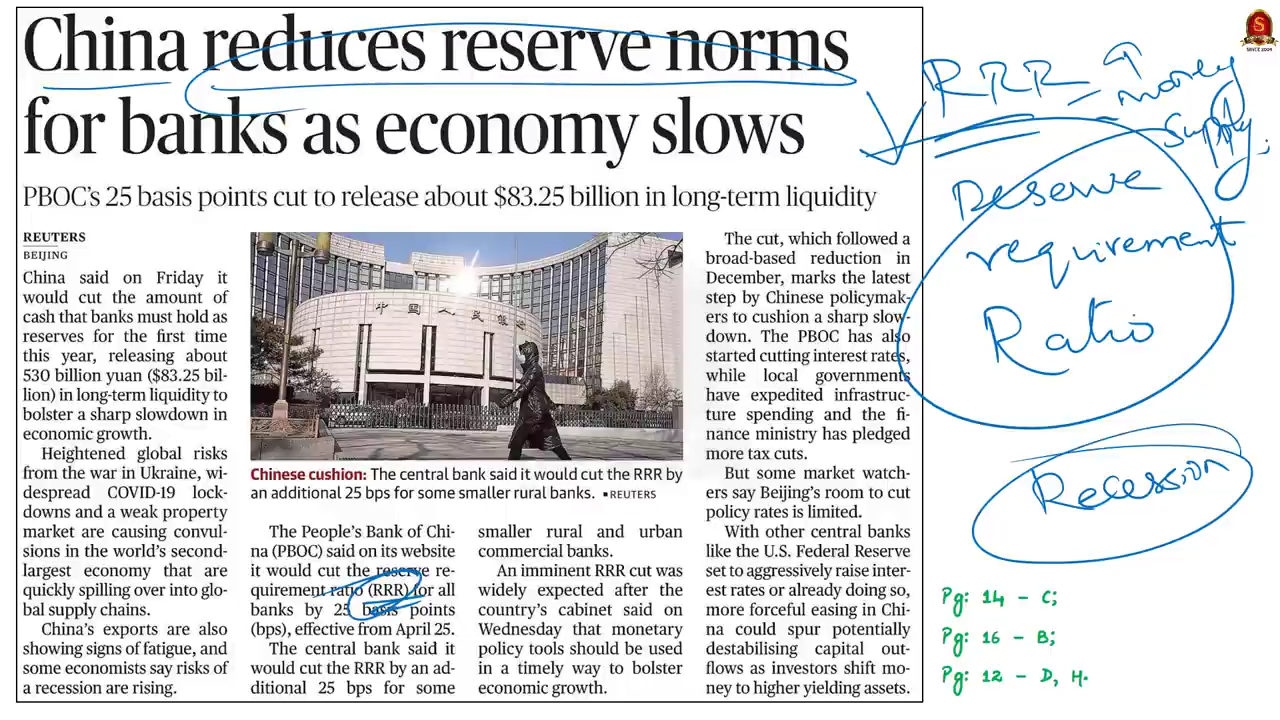 China reduces reserve norms
for banks as economy slows
PBOC's 25 basis points cut to release about $83.25 billion in long-term liquidity
REUTERS
BEIJING
China said on Friday it
would cut the amount of
cash that banks must hold as
reserves for the first time
this year, releasing about
530 billion yuan ($83.25 bil-
lion) in long-term liquidity to
bolster a sharp slowdown in
economic growth.
Heightened global risks
from the war in Ukraine, wi-
despread COVID-19 lock-
downs and a weak property
market are causing convul-
sions in the world's second-
largest economy that are
quickly spilling over into glo-
bal supply chains.
China's exports are also
showing signs of fatigue, and
some economists say risks of
a recession are rising.
中国人民银行
Chinese cushion: The central bank said it would cut the RRR by
an additional 25 bps for some smaller rural banks. ▪REUTERS
The People's Bank of Chi-
na (PBOC) said on its website
it would cut the reserve re-
quirement ratio (RRR) for all
banks by 25 basis points
(bps), effective from April 25.
The central bank said it
would cut the RRR by an ad-
ditional 25 bps for some
smaller rural and urban
commercial banks.
An imminent RRR cut was
widely expected after the
country's cabinet said on
Wednesday that monetary
policy tools should be used
in a timely way to bolster
economic growth.
The cut, which followed a
broad-based reduction in
December, marks the latest
step by Chinese policymak-
ers to cushion a sharp slow-
down. The PBOC has also
started cutting interest rates,
while local governments
have expedited infrastruc-
ture spending and the fi-
nance ministry has pledged
more tax cuts.
But some market watch-
ers say Beijing's room to cut
policy rates is limited.
With other central banks
like the U.S. Federal Reserve
set to aggressively raise inter-
est rates or already doing so,
more forceful easing in Chi-
na could spur potentially
destabilising capital out-
flows as investors shift mo-
ney to higher yielding assets.
SINCE 2004
RRR - ↑ money
supply;
Reserve
requirement
Ratio
Recession
Pg: 14 - C;
Pg: 16 - B;
Pg: 12 - D, H.